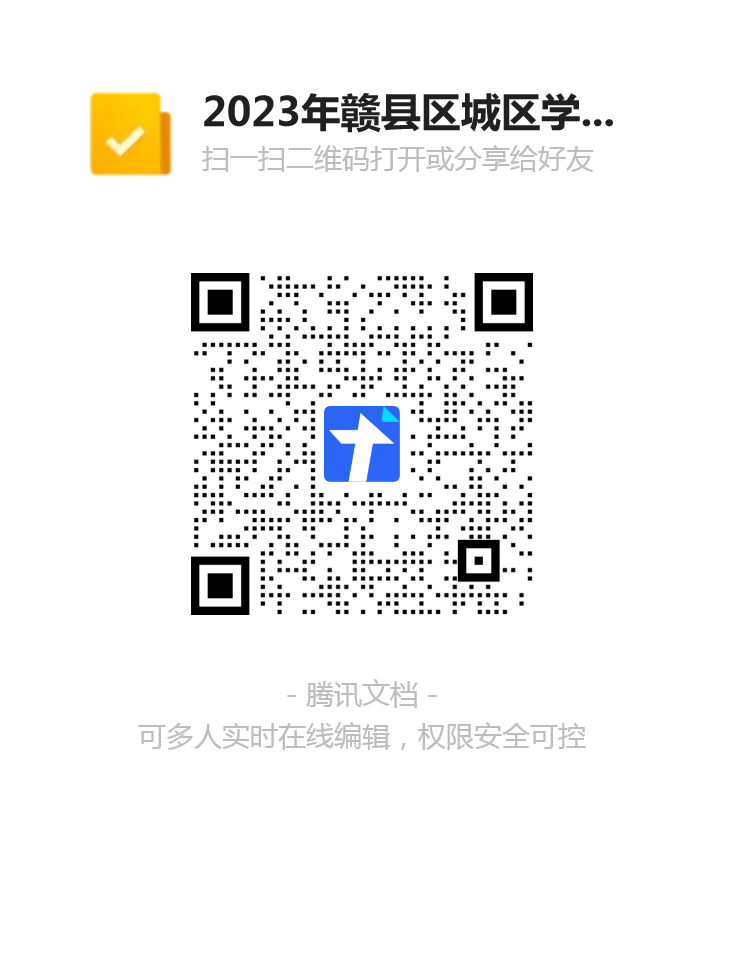 2023年赣县区城区学...
扫一扫二维码打开或分享给好友
- 腾讯文档 -
可多人实时在线编辑，权限安全可控